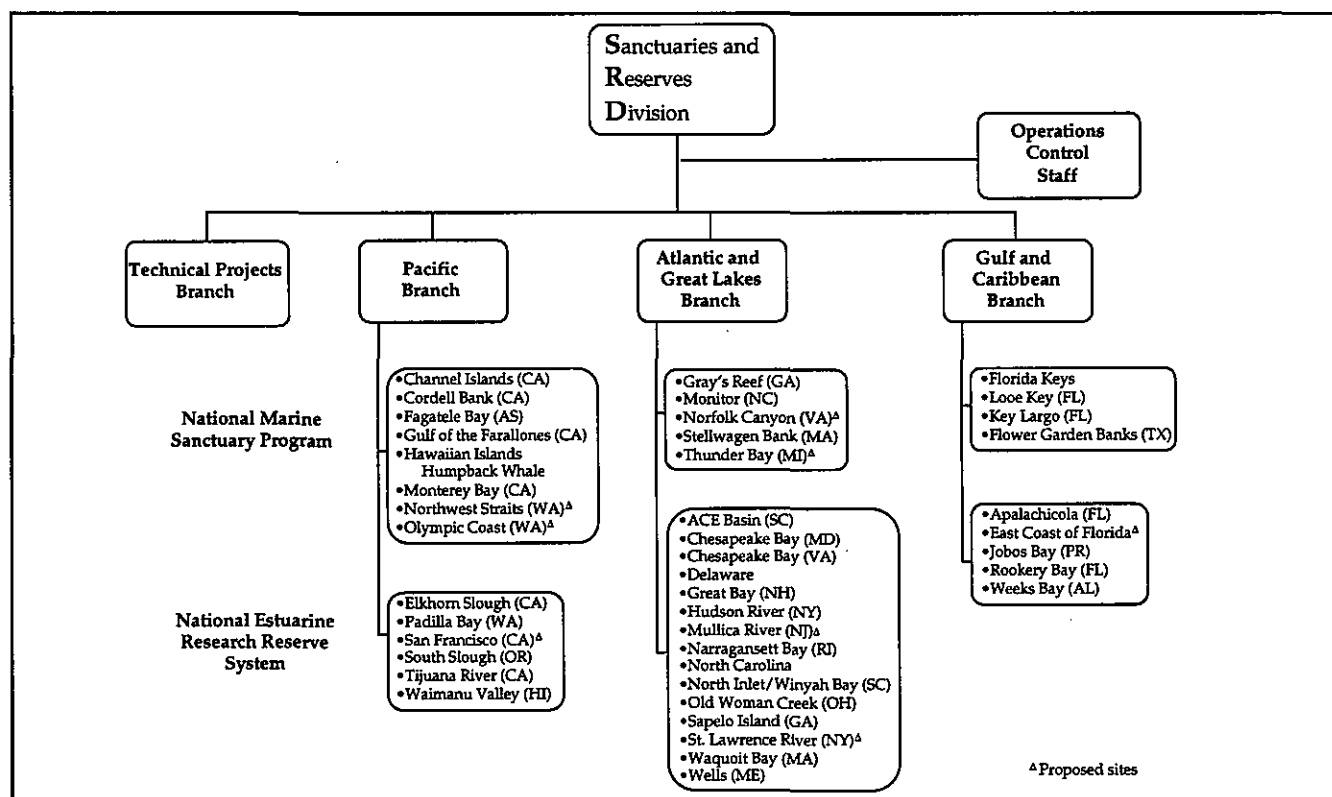 Sanctuaries and
Reserves
Division
Operations
Control
Staff
Technical Projects
Branch
Pacific
Branch
Atlantic and
Great Lakes
Branch
Gulf and
Caribbean
Branch
National Marine
Sanctuary Program
•Channel Islands (CA)
•Cordell Bank (CA)
•Fagatele Bay (AS)
•Gulf of the Farallones (CA)
•Hawaiian Islands
Humpback Whale
•Monterey Bay (CA)
•Northwest Straits (WA)Δ
•Olympic Coast (WA)Δ
•Gray's Reef (GA)
•Monitor (NC)
•Norfolk Canyon (VA)Δ
•Stellwagen Bank (MA)
•Thunder Bay (MI)Δ
•Florida Keys
•Looe Key (FL)
•Key Largo (FL)
•Flower Garden Banks (TX)
National Estuarine
Research Reserve
System
•Elkhorn Slough (CA)
•Padilla Bay (WA)
•San Francisco (CA)Δ
•South Slough (OR)
•Tijuana River (CA)
•Waimanu Valley (HI)
•ACE Basin (SC)
•Chesapeake Bay (MD)
•Chesapeake Bay (VA)
•Delaware
•Great Bay (NH)
•Hudson River (NY)
•Mullica River (NJ)Δ
•Narragansett Bay (RI)
•North Carolina
•North Inlet/Winyah Bay (SC)
•Old Woman Creek (OH)
•Sapelo Island (GA)
•St. Lawrence River (NY)Δ
•Waquoit Bay (MA)
•Wells (ME)
•Apalachicola (FL)
•East Coast of FloridaΔ
•Jobos Bay (PR)
•Rookery Bay (FL)
•Weeks Bay (AL)
ΔProposed sites